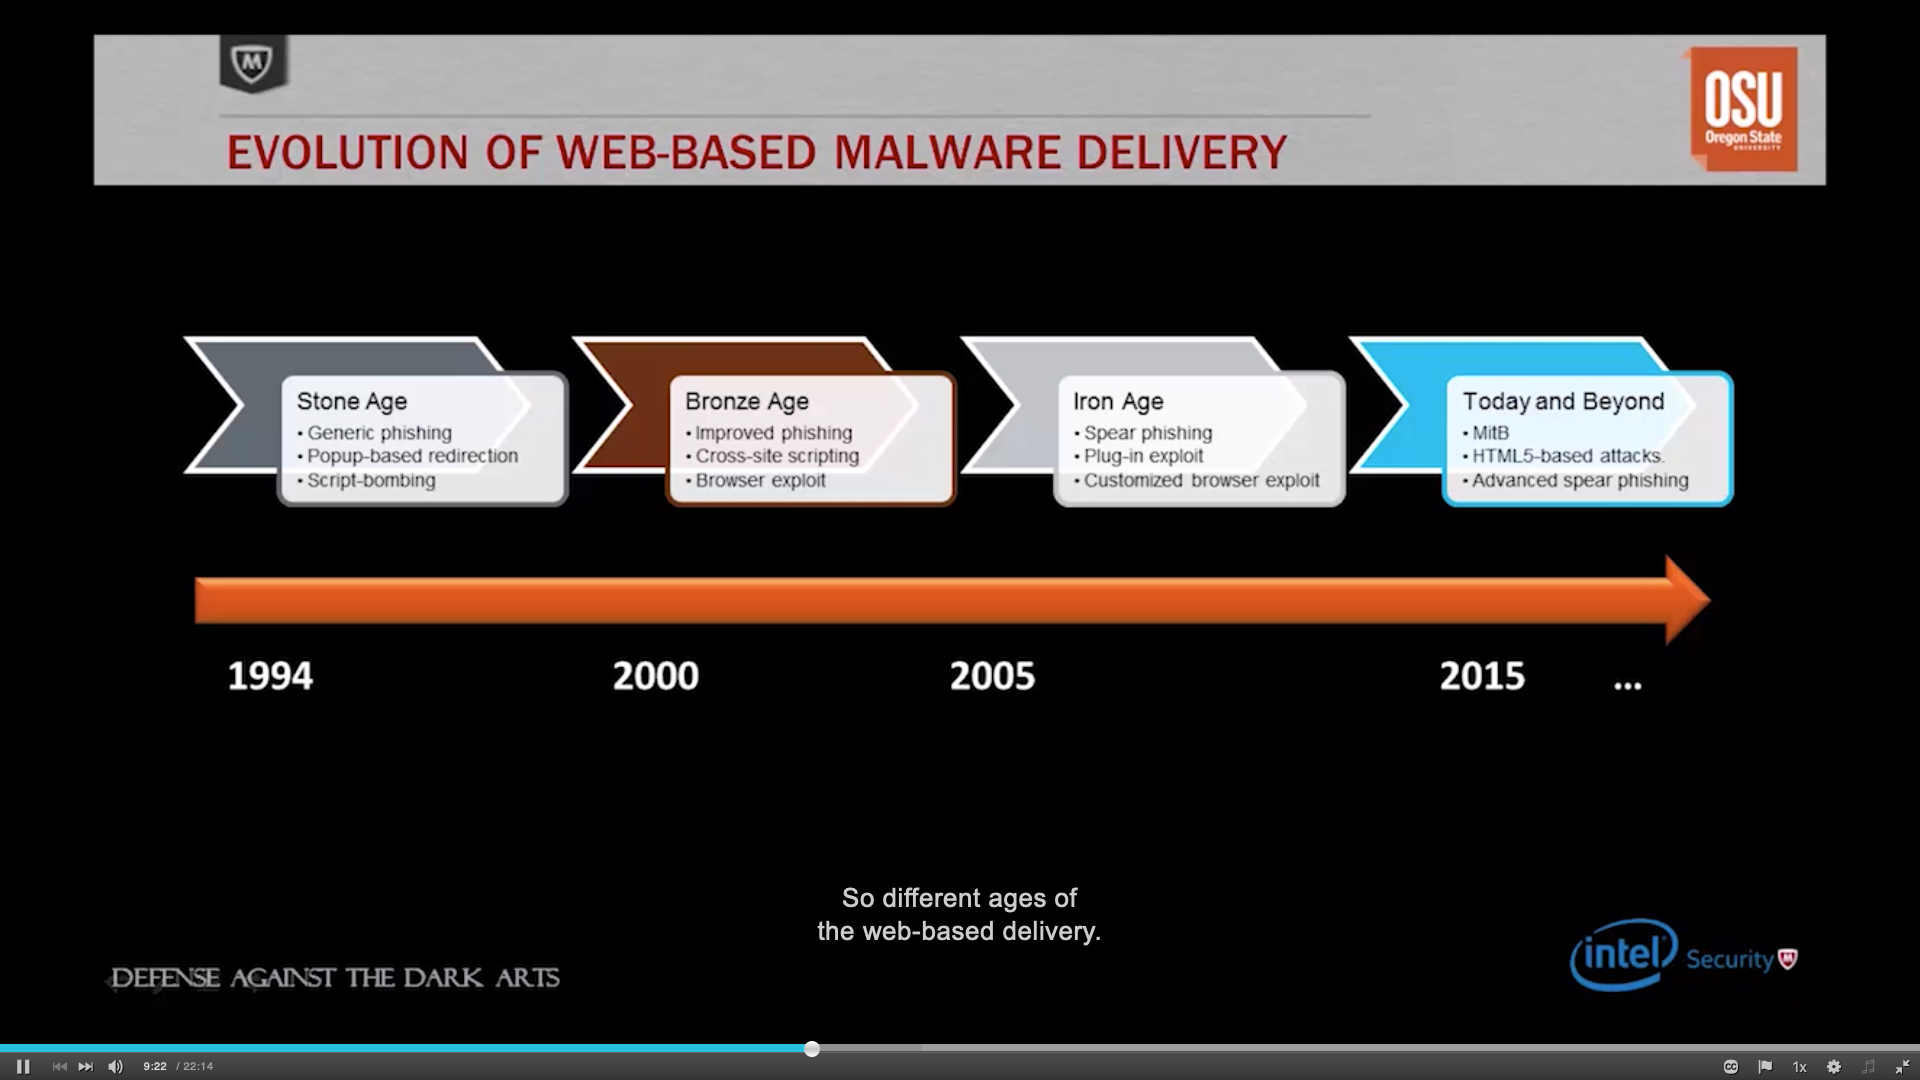 M
OSU
Oregon State
UNIVERSITY
EVOLUTION OF WEB-BASED MALWARE DELIVERY
Stone Age
• Generic phishing
• Popup-based redirection
• Script-bombing
Bronze Age
• Improved phishing
• Cross-site scripting
• Browser exploit
Iron Age
• Spear phishing
• Plug-in exploit
• Customized browser exploit
Today and Beyond
• MitB
• HTML5-based attacks.
• Advanced spear phishing
1994
2000
2005
2015
...
So different ages of
the web-based delivery.
DEFENSE AGAINST THE DARK ARTS
intel Security
9:22 / 22:14
CC
1x